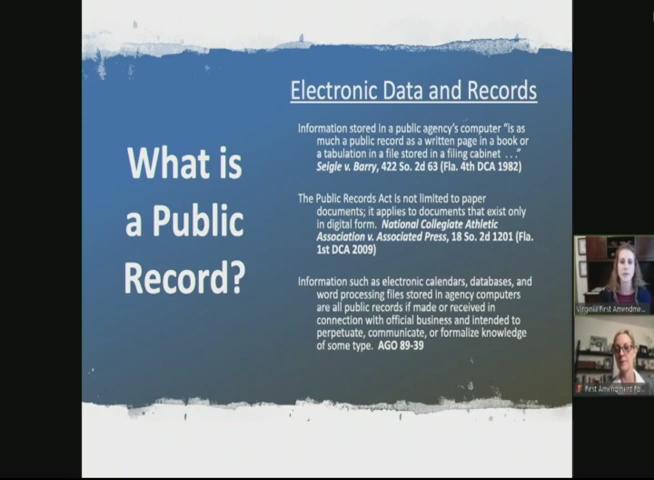 What is
a Public
Record?
Electronic Data and Records
Information stored in a public agency's computer "is as
much a public record as a written page in a book or
a tabulation in a file stored in a filing cabinet . . ."
Seigle v. Barry, 422 So. 2d 63 (Fla. 4th DCA 1982)
The Public Records Act is not limited to paper
documents; it applies to documents that exist only
in digital form. National Collegiate Athletic
Association v. Associated Press, 18 So. 2d 1201 (Fla.
1st DCA 2009)
Information such as electronic calendars, databases, and
word processing files stored in agency computers
are all public records if made or received in
connection with official business and intended to
perpetuate, communicate, or formalize knowledge
of some type. AGO 89-39
Virginia First Amendme...
First Amendment Fo...